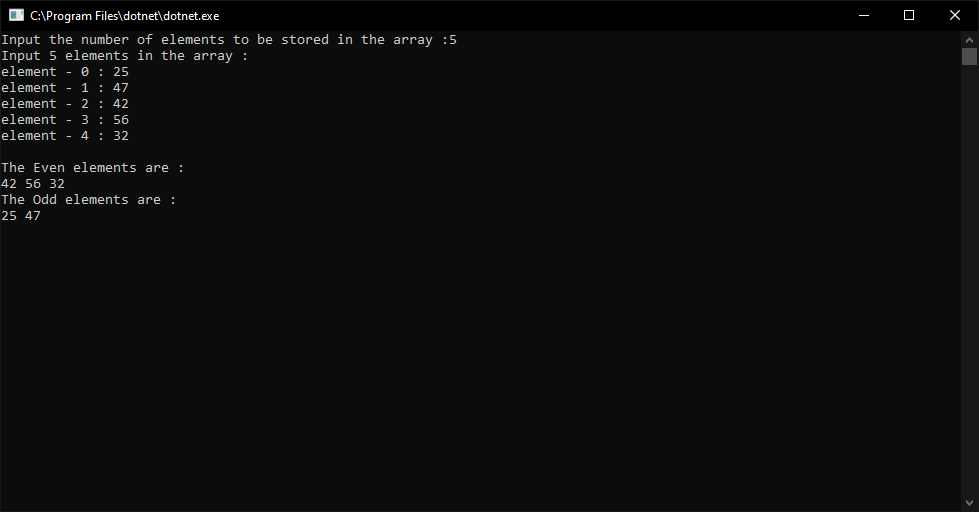 C:\Program Files\dotnet\dotnet.exe
Input the number of elements to be stored in the array :5
Input 5 elements in the array :
element - 0 : 25
element - 1 : 47
element - 2 : 42
element - 3 : 56
element - 4 : 32
The Even elements are :
42 56 32
The Odd elements are :
25 47